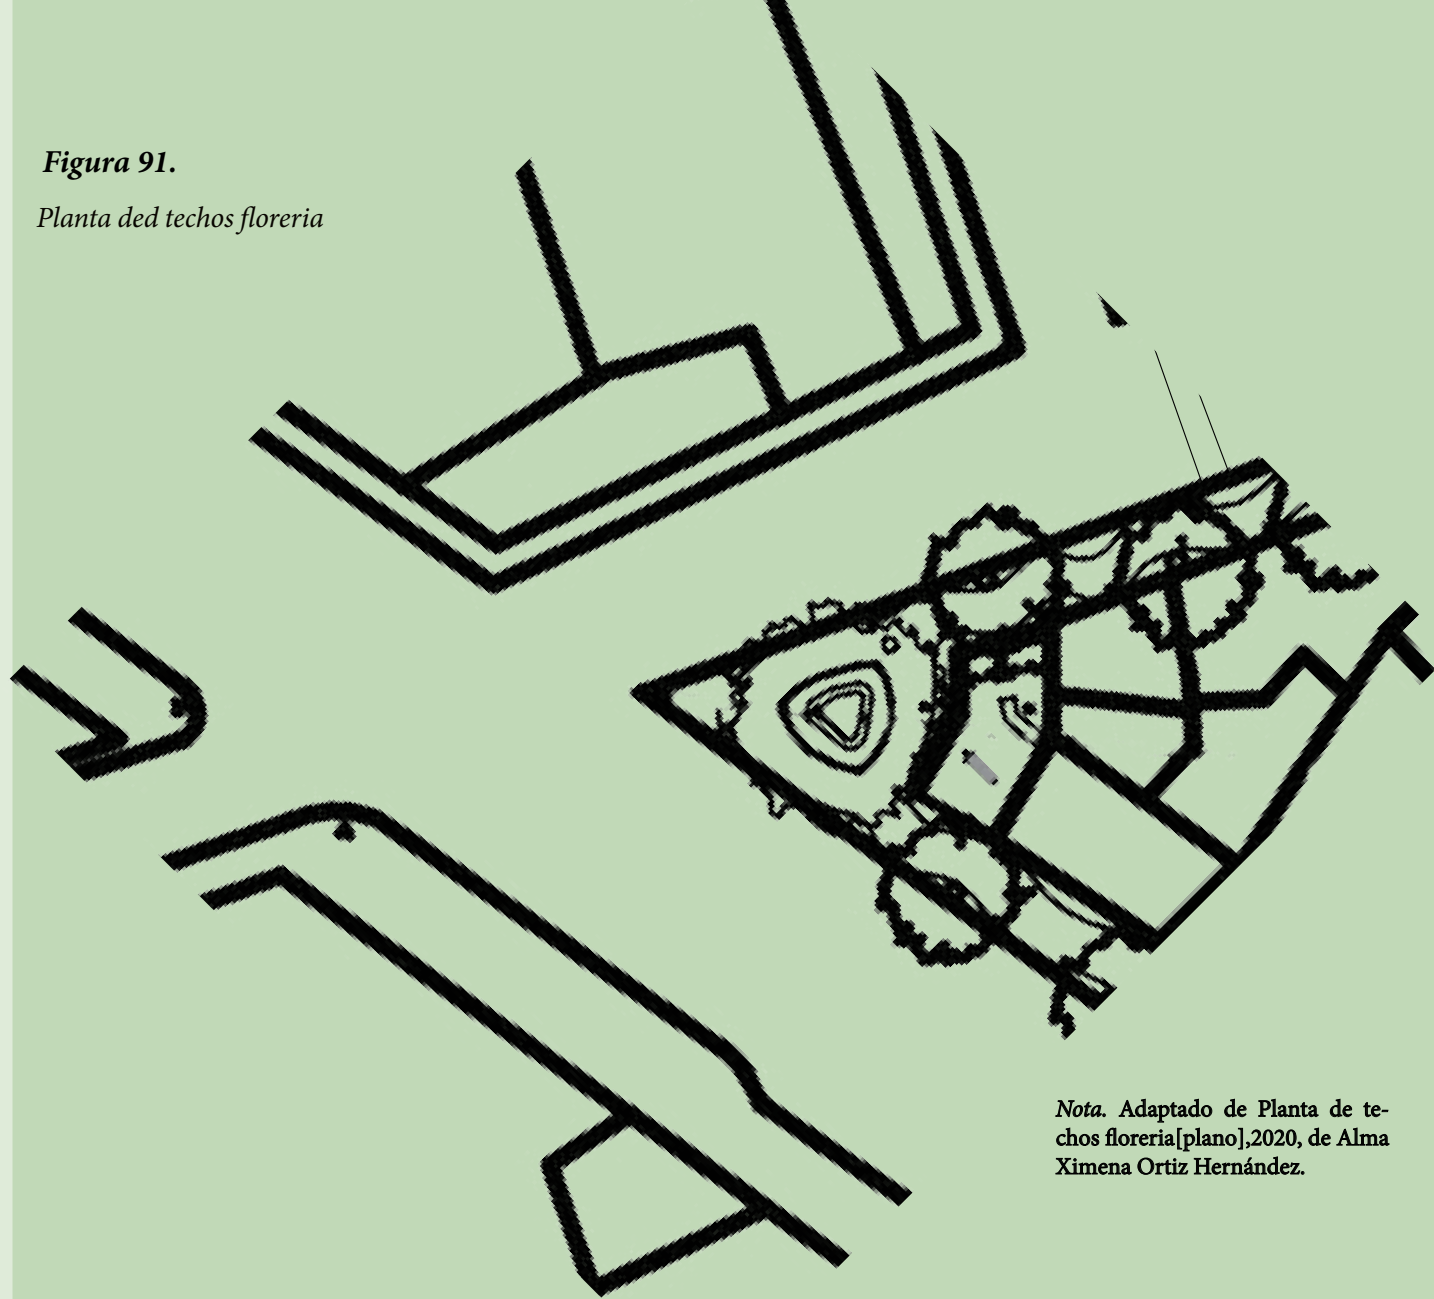 Figura 91.
Planta ded techos floreria
Nota. Adaptado de Planta de te-
chos floreria[plano],2020, de Alma
Ximena Ortiz Hernández.